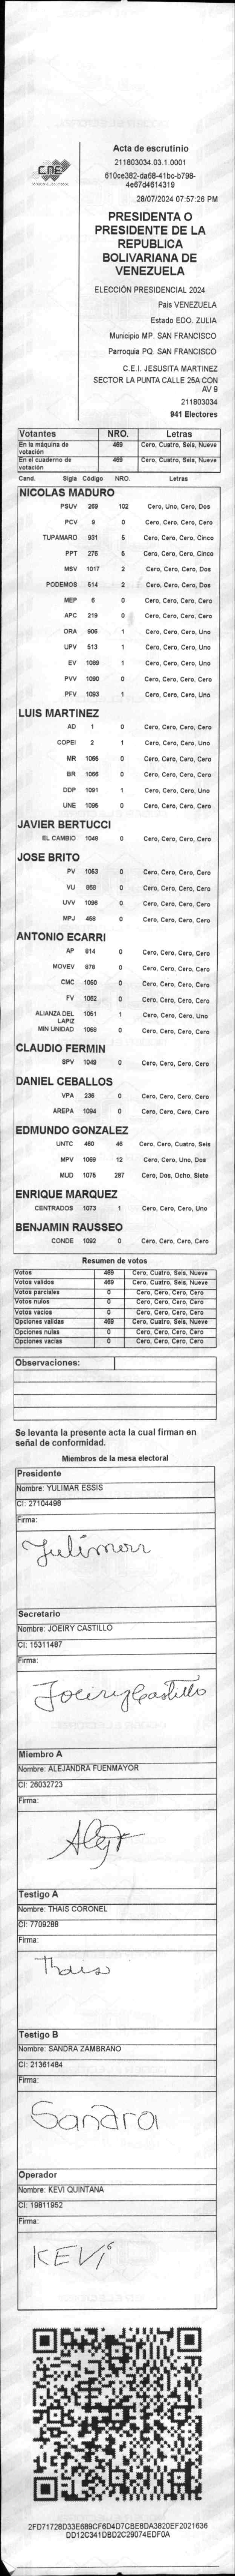 CNE
Acta de escrutinio
211803034.03.1.0001
610ce382-da68-41bc-b798-
4e67d4614319
28/07/2024 07:57:26 PM
PRESIDENTA O
PRESIDENTE DE LA
REPUBLICA
BOLIVARIANA DE
VENEZUELA
ELECCIÓN PRESIDENCIAL 2024
Pais VENEZUELA
Estado EDO. ZULIA
Municipio MP. SAN FRANCISCO
Parroquia PQ. SAN FRANCISCO
C.E.I. JESUSITA MARTINEZ
SECTOR LA PUNTA CALLE 25A CON
AV 9
211803034
941 Electores
Votantes NRO. Letras
En la máquina de votación 469 Cero, Cuatro, Seis, Nueve
En el cuaderno de votación 469 Cero, Cuatro, Seis, Nueve
Cand. Sigla Código NRO. Letras
NICOLAS MADURO
PSUV 269 102 Cero, Uno, Cero, Dos
PCV 9 0 Cero, Cero, Cero, Cero
TUPAMARO 931 5 Cero, Cero, Cero, Cinco
PPT 276 5 Cero, Cero, Cero, Cinco
MSV 1017 2 Cero, Cero, Cero, Dos
PODEMOS 514 2 Cero, Cero, Cero, Dos
MEP 6 0 Cero, Cero, Cero, Cero
APC 219 0 Cero, Cero, Cero, Cero
ORA 906 1 Cero, Cero, Cero, Uno
UPV 513 1 Cero, Cero, Cero, Uno
EV 1089 1 Cero, Cero, Cero, Uno
PVV 1090 0 Cero, Cero, Cero, Cero
PFV 1093 1 Cero, Cero, Cero, Uno
LUIS MARTINEZ
AD 1 0 Cero, Cero, Cero, Cero
COPEI 2 1 Cero, Cero, Cero, Uno
MR 1065 0 Cero, Cero, Cero, Cero
BR 1066 0 Cero, Cero, Cero, Cero
DDP 1091 1 Cero, Cero, Cero, Uno
UNE 1095 0 Cero, Cero, Cero, Cero
JAVIER BERTUCCI
EL CAMBIO 1048 0 Cero, Cero, Cero, Cero
JOSE BRITO
PV 1053 0 Cero, Cero, Cero, Cero
VU 868 0 Cero, Cero, Cero, Cero
UVV 1096 0 Cero, Cero, Cero, Cero
MPJ 458 0 Cero, Cero, Cero, Cero
ANTONIO ECARRI
AP 814 0 Cero, Cero, Cero, Cero
MOVEV 679 0 Cero, Cero, Cero, Cero
CMC 1050 0 Cero, Cero, Cero, Cero
FV 1052 0 Cero, Cero, Cero, Cero
ALIANZA DEL LAPIZ 1051 1 Cero, Cero, Cero, Uno
MIN UNIDAD 1068 0 Cero, Cero, Cero, Cero
CLAUDIO FERMIN
SPV 1049 0 Cero, Cero, Cero, Cero
DANIEL CEBALLOS
VPA 236 0 Cero, Cero, Cero, Cero
AREPA 1094 0 Cero, Cero, Cero, Cero
EDMUNDO GONZALEZ
UNTC 460 46 Cero, Cero, Cuatro, Seis
MPV 1069 12 Cero, Cero, Uno, Dos
MUD 1075 287 Cero, Dos, Ocho, Siete
ENRIQUE MARQUEZ
CENTRADOS 1073 1 Cero, Cero, Cero, Uno
BENJAMIN RAUSSEO
CONDE 1092 0 Cero, Cero, Cero, Cero
Resumen de votos
Votos 469 Cero, Cuatro, Seis, Nueve
Votos validos 469 Cero, Cuatro, Seis, Nueve
Votos parciales 0 Cero, Cero, Cero, Cero
Votos nulos 0 Cero, Cero, Cero, Cero
Votos vacios 0 Cero, Cero, Cero, Cero
Opciones validas 469 Cero, Cuatro, Seis, Nueve
Opciones nulas 0 Cero, Cero, Cero, Cero
Opciones vacias 0 Cero, Cero, Cero, Cero
Observaciones:
Se levanta la presente acta la cual firman en
señal de conformidad.
Miembros de la mesa electoral
Presidente
Nombre: YULIMAR ESSIS
CI: 27104498
Firma:
Yulimar
Secretario
Nombre: JOEIRY CASTILLO
CI: 15311487
Firma:
Joeiry Castillo
Miembro A
Nombre: ALEJANDRA FUENMAYOR
CI: 26032723
Firma:
Testigo A
Nombre: THAIS CORONEL
CI: 7709288
Firma:
Thais
Testigo B
Nombre: SANDRA ZAMBRANO
CI: 21361484
Firma:
Sandra
Operador
Nombre: KEVI QUINTANA
CI: 19811952
Firma:
KEVi
2FD71728D33E689CF6D4D7CBE8DA3820EF2021636
DD12C341DBD2C29074EDF0A